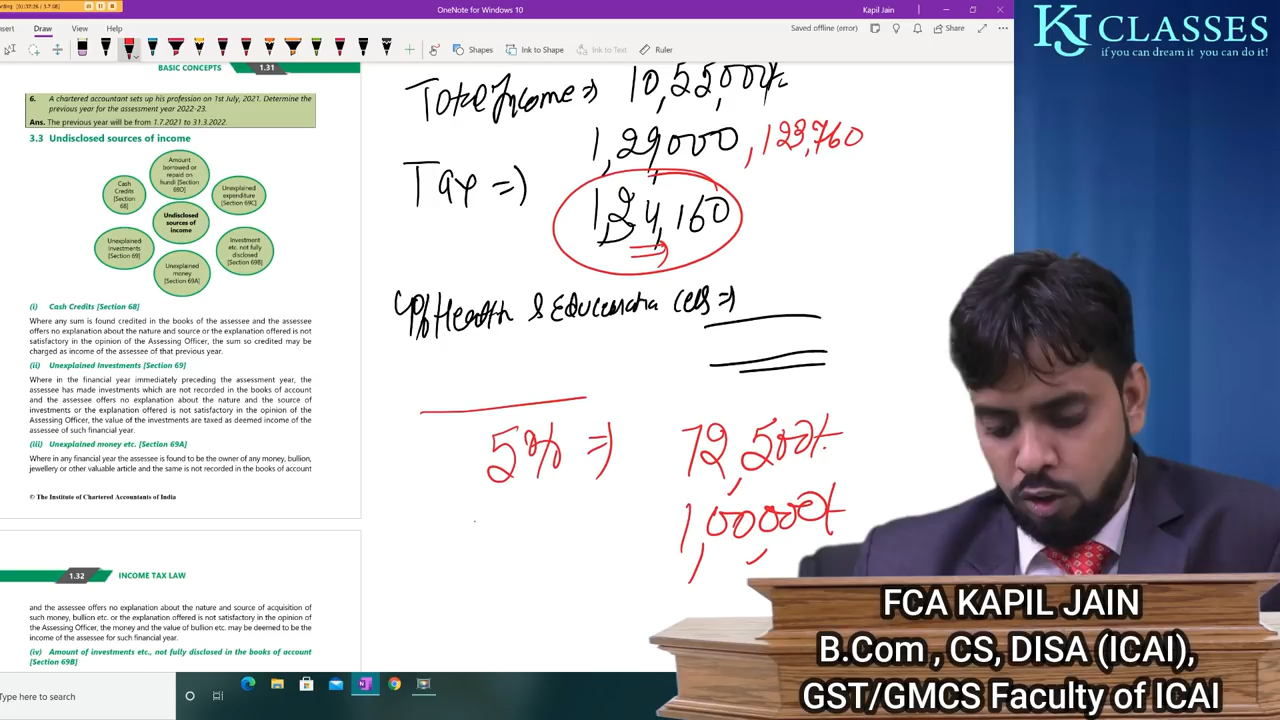 OneNote for Windows 10
Kapil Jain
Insert
Draw
View
Help
Saved offline (error)
Share
Shapes
Ink to Shape
Ink to Text
Ruler
KJ CLASSES
if you can dream it you can do it!
BASIC CONCEPTS
1.31
6. A chartered accountant sets up his profession on 1st July, 2021. Determine the
previous year for the assessment year 2022-23.
Ans. The previous year will be from 1.7.2021 to 31.3.2022.
3.3 Undisclosed sources of income
Amount
borrowed or
repaid on
hundi [Section
69D]
Cash
Credits
[Section
68]
Unexplained
expenditure
[Section 69C]
Undisclosed
sources of
income
Unexplained
investments
[Section 69]
Investment
etc. not fully
disclosed
[Section 69B]
Unexplained
money
[Section 69A]
(i) Cash Credits [Section 68]
Where any sum is found credited in the books of the assessee and the assessee
offers no explanation about the nature and source or the explanation offered is not
satisfactory in the opinion of the Assessing Officer, the sum so credited may be
charged as income of the assessee of that previous year.
(ii) Unexplained Investments [Section 69]
Where in the financial year immediately preceding the assessment year, the
assessee has made investments which are not recorded in the books of account
and the assessee offers no explanation about the nature and the source of
investments or the explanation offered is not satisfactory in the opinion of the
Assessing Officer, the value of the investments are taxed as deemed income of the
assessee of such financial year.
(iii) Unexplained money etc. [Section 69A]
Where in any financial year the assessee is found to be the owner of any money, bullion,
jewellery or other valuable article and the same is not recorded in the books of account
© The Institute of Chartered Accountants of India
1.32
INCOME TAX LAW
and the assessee offers no explanation about the nature and source of acquisition of
such money, bullion etc. or the explanation offered is not satisfactory in the opinion of
the Assessing Officer, the money and the value of bullion etc. may be deemed to be the
income of the assessee for such financial year.
(iv) Amount of investments etc., not fully disclosed in the books of account
[Section 69B]
Total Income ⇒ 10,55,000/-
1,29,000, 123,760
Tax ⇒) 124,160
4% Health & Education Cess ⇒
5% ⇒) 12,500/-
1,00,000/-
FCA KAPIL JAIN
B.Com , CS, DISA (ICAI),
GST/GMCS Faculty of ICAI
Type here to search